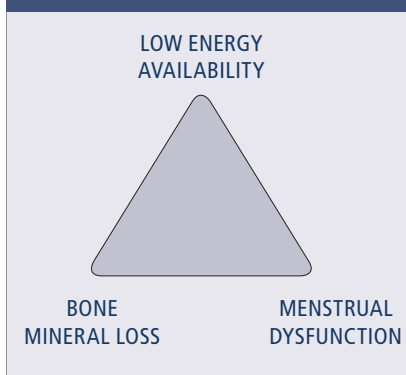 LOW ENERGY
AVAILABILITY
BONE
MINERAL LOSS
MENSTRUAL
DYSFUNCTION